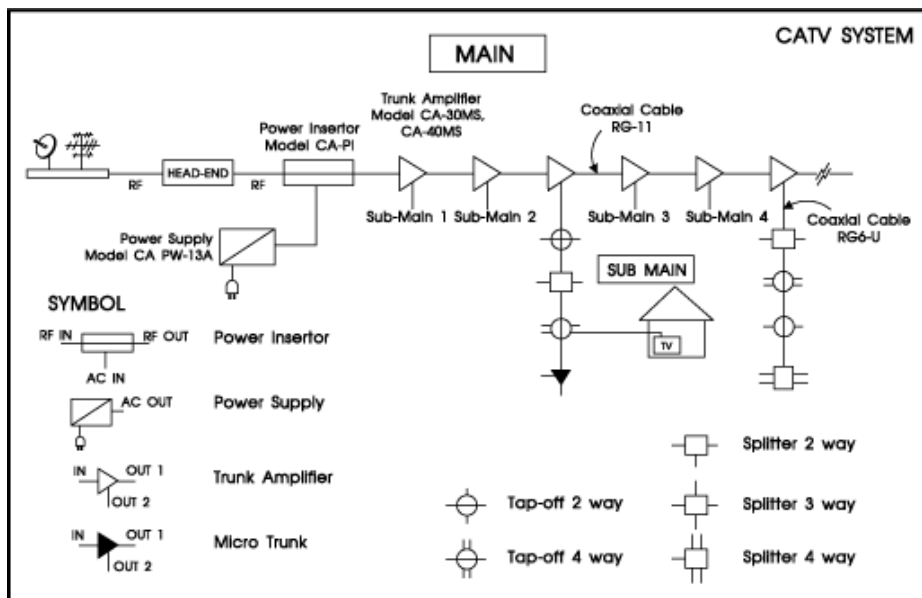 CATV SYSTEM
MAIN
Trunk Amplifier
Model CA-30MS,
CA-40MS
Coaxial Cable
RG-11
Power Insertor
Model CA-PI
HEAD-END
RF
RF
Sub-Main 1
Sub-Main 2
Sub-Main 3
Sub-Main 4
Coaxial Cable
RG6-U
Power Supply
Model CA PW-13A
SUB MAIN
TV
SYMBOL
RF IN
RF OUT
Power Insertor
AC IN
AC OUT
Power Supply
IN
OUT 1
Trunk Amplifier
OUT 2
IN
OUT 1
Micro Trunk
OUT 2
Tap-off 2 way
Tap-off 4 way
Splitter 2 way
Splitter 3 way
Splitter 4 way